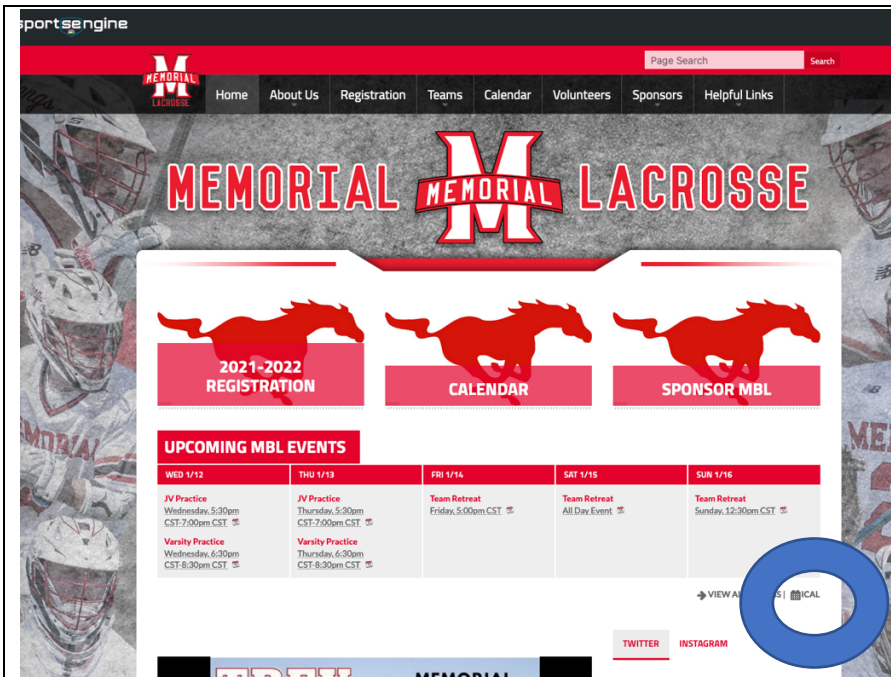 sportsengine
Page Search
Search
MEMORIAL
LACROSSE
Home About Us Registration Teams Calendar Volunteers Sponsors Helpful Links
MEMORIAL MEMORIAL LACROSSE
2021-2022
REGISTRATION
CALENDAR
SPONSOR MBL
UPCOMING MBL EVENTS
WED 1/12 THU 1/13 FRI 1/14 SAT 1/15 SUN 1/16
JV Practice JV Practice Team Retreat Team Retreat Team Retreat
Wednesday, 5:30pm Thursday, 5:30pm Friday, 5:00pm CST All Day Event Sunday, 12:30pm CST
CST-7:00pm CST CST-7:00pm CST
Varsity Practice Varsity Practice
Wednesday, 6:30pm Thursday, 6:30pm
CST-8:30pm CST CST-8:30pm CST
VIEW | ICAL
TWITTER INSTAGRAM
MEMORIAL